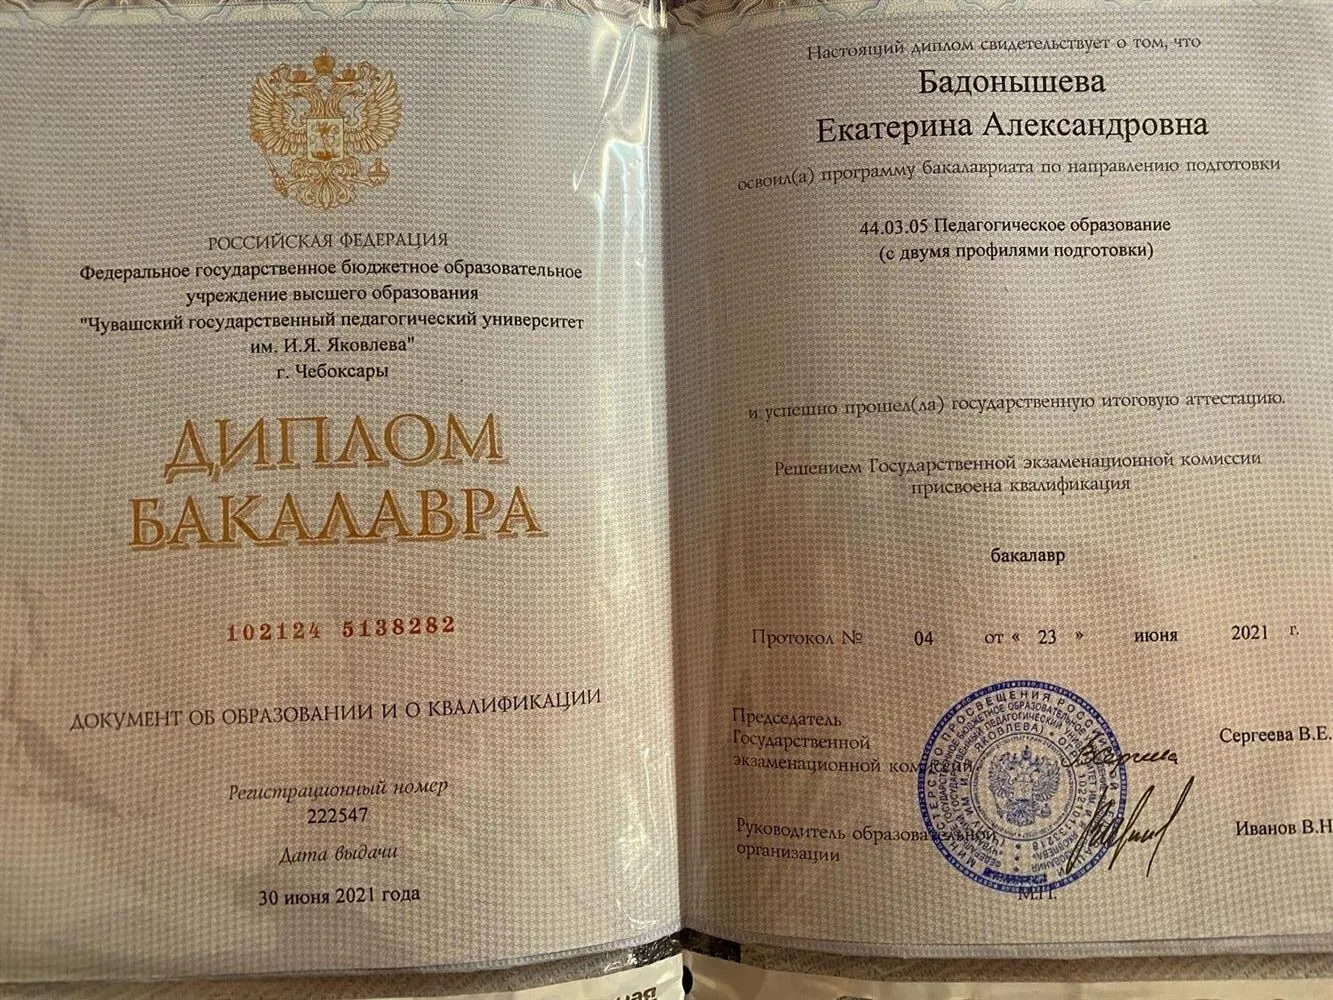 РОССИЙСКАЯ ФЕДЕРАЦИЯ
Федеральное государственное бюджетное образовательное
учреждение высшего образования
"Чувашский государственный педагогический университет
им. И.Я. Яковлева"
г. Чебоксары
ДИПЛОМ
БАКАЛАВРА
102124 5138282
ДОКУМЕНТ ОБ ОБРАЗОВАНИИ И О КВАЛИФИКАЦИИ
Регистрационный номер
222547
Дата выдачи
30 июня 2021 года
Настоящий диплом свидетельствует о том, что
Бадонышева
Екатерина Александровна
освоил(а) программу бакалавриата по направлению подготовки
44.03.05 Педагогическое образование
(с двумя профилями подготовки)
и успешно прошел(ла) государственную итоговую аттестацию.
Решением Государственной экзаменационной комиссии
присвоена квалификация
бакалавр
Протокол № 04 от « 23 » июня 2021 г.
Председатель
Государственной
экзаменационной комиссии
Сергеева В.Е.
Руководитель образовательной
организации
Иванов В.Н
М.П.